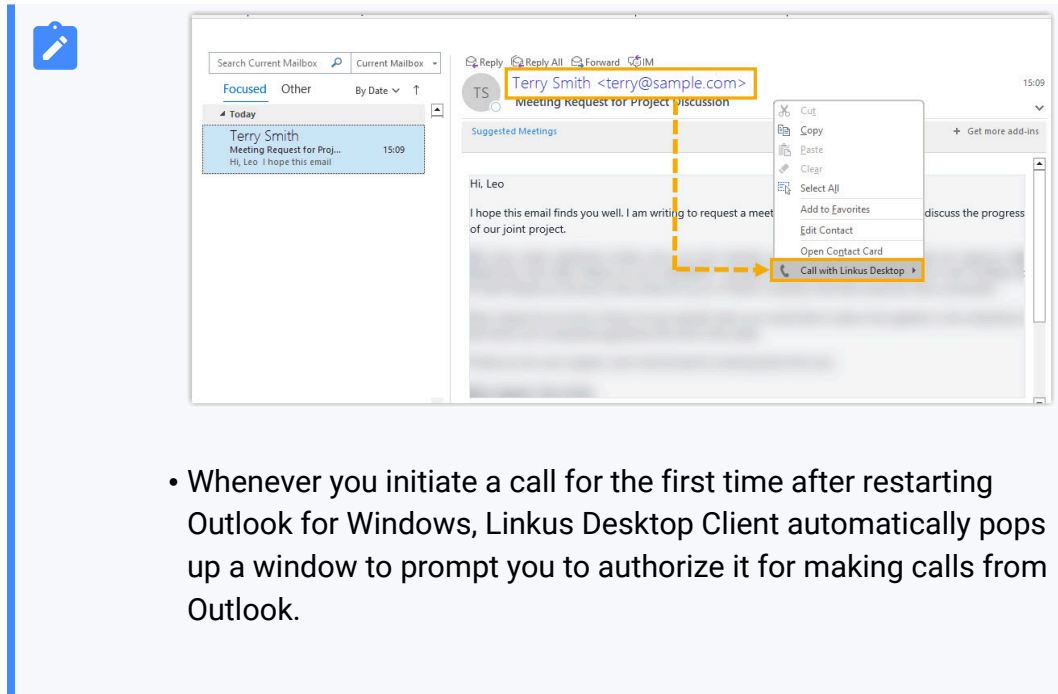 Search Current Mailbox Current Mailbox
Focused Other By Date
Today
Terry Smith
Meeting Request for Proj... 15:09
Hi, Leo I hope this email
Reply Reply All Forward IM
TS
Terry Smith <terry@sample.com>
15:09
Meeting Request for Project Discussion
Suggested Meetings
+ Get more add-ins
Hi, Leo
I hope this email finds you well. I am writing to request a meet
discuss the progress
of our joint project.
Cut
Copy
Paste
Clear
Select All
Add to Favorites
Edit Contact
Open Contact Card
Call with Linkus Desktop
• Whenever you initiate a call for the first time after restarting
Outlook for Windows, Linkus Desktop Client automatically pops
up a window to prompt you to authorize it for making calls from
Outlook.